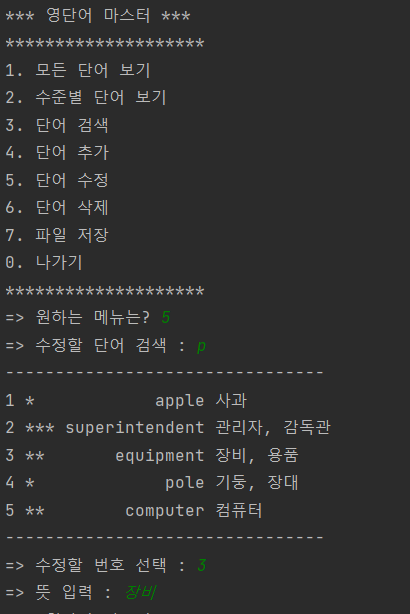 *** 영단어 마스터 ***
********************
1. 모든 단어 보기
2. 수준별 단어 보기
3. 단어 검색
4. 단어 추가
5. 단어 수정
6. 단어 삭제
7. 파일 저장
0. 나가기
********************
=> 원하는 메뉴는? 5
=> 수정할 단어 검색 : p
--------------------------------
1 * apple 사과
2 *** superintendent 관리자, 감독관
3 ** equipment 장비, 용품
4 * pole 기둥, 장대
5 ** computer 컴퓨터
--------------------------------
=> 수정할 번호 선택 : 3
=> 뜻 입력 : 장비